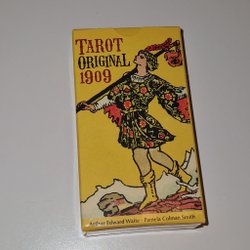 TAROT
ORIGINAL
1909
Arthur Edward Waite · Pamela Colman Smith